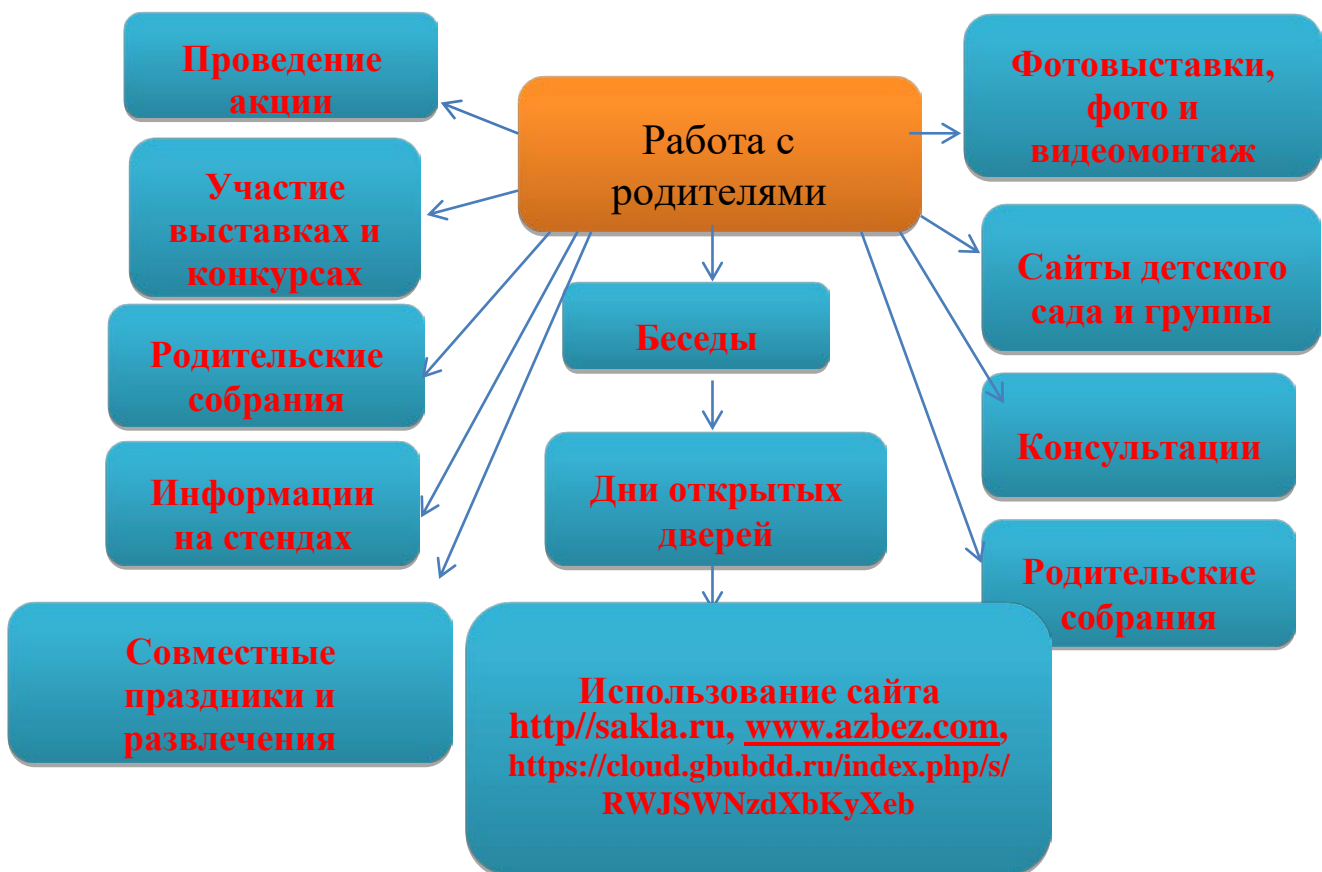 Проведение
акции
Работа с
родителями
Фотовыставки,
фото и
видеомонтаж
Участие
выставках и
конкурсах
Сайты детского
сада и группы
Родительские
собрания
Беседы
Консультации
Информации
на стендах
Дни открытых
дверей
Родительские
собрания
Совместные
праздники и
развлечения
Использование сайта
http//sakla.ru, www.azbez.com,
https://cloud.gbubdd.ru/index.php/s/
RWJSWNzdXbKyXeb